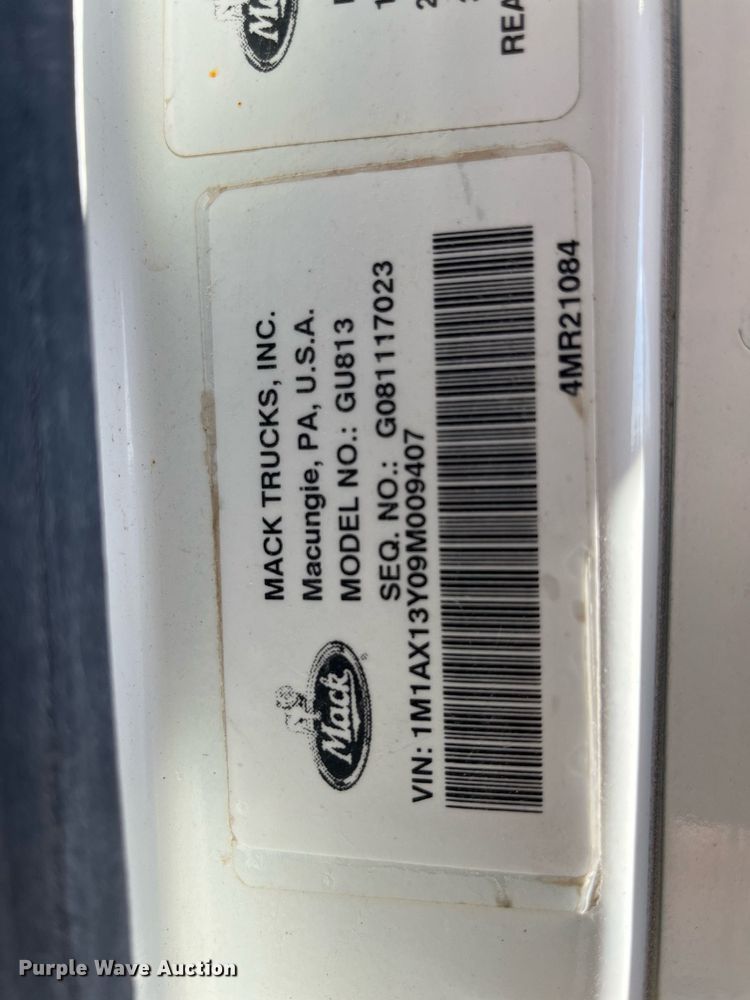 Mack
REA
MACK TRUCKS, INC.
Macungie, PA, U.S.A.
MODEL NO.: GU813
SEQ. NO.: G081117023
VIN: 1M1AX13Y09M009407
4MR21084
Mack
Purple Wave Auction